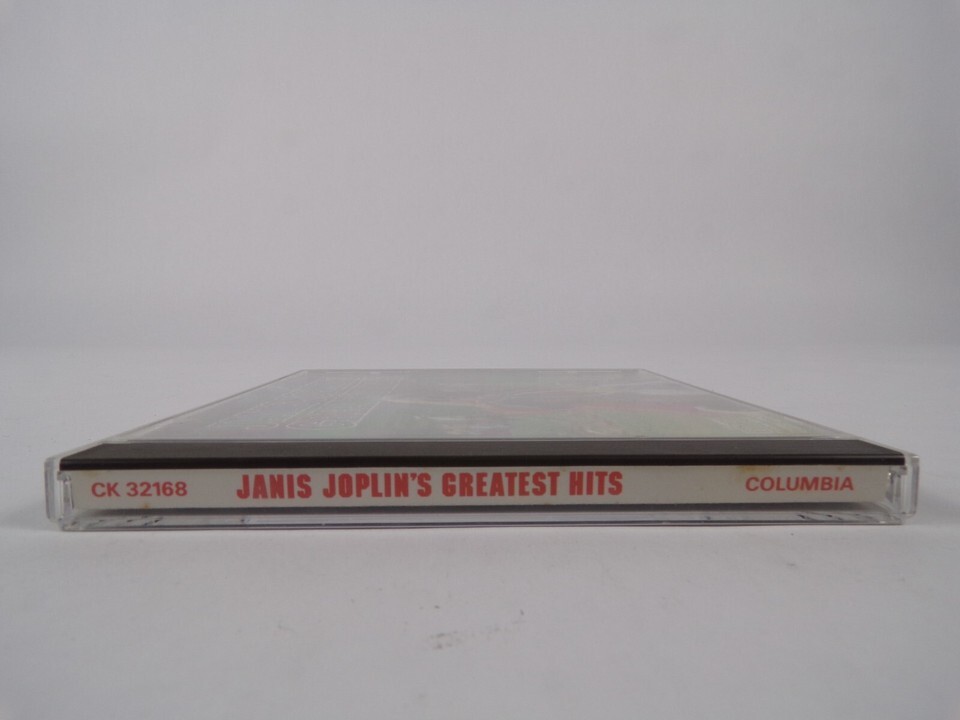 CK 32168 JANIS JOPLIN'S GREATEST HITS COLUMBIA